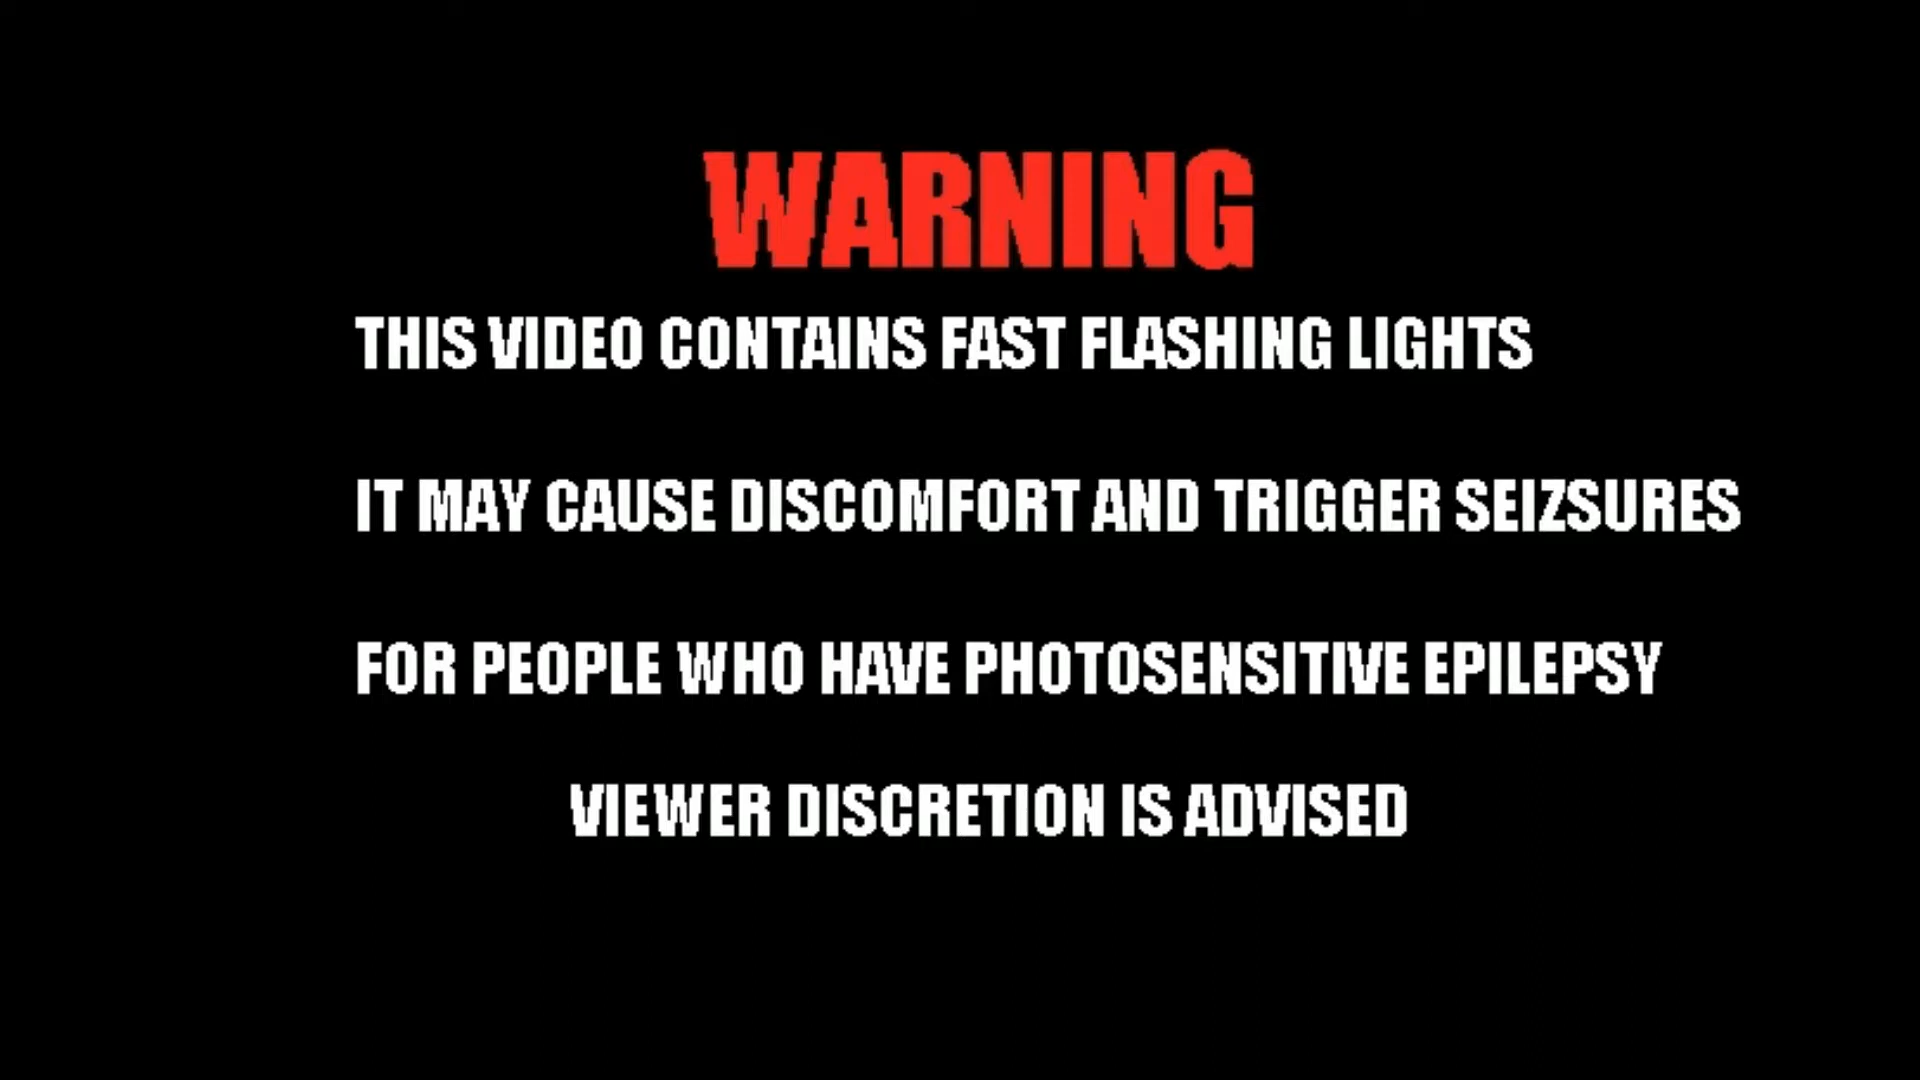 WARNING
THIS VIDEO CONTAINS FAST FLASHING LIGHTS
IT MAY CAUSE DISCOMFORT AND TRIGGER SEIZSURES
FOR PEOPLE WHO HAVE PHOTOSENSITIVE EPILEPSY
VIEWER DISCRETION IS ADVISED